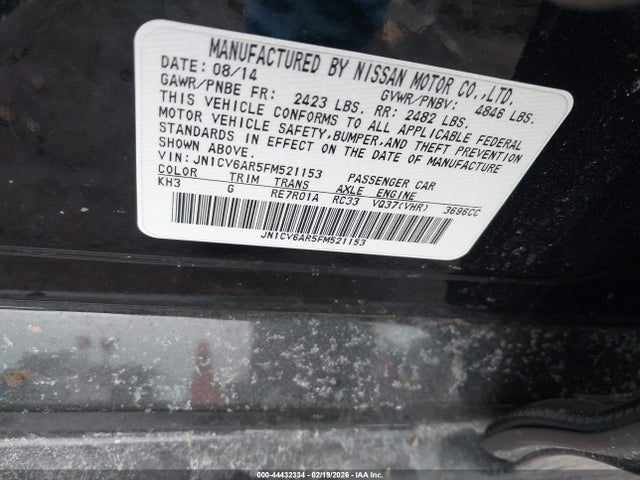 MANUFACTURED BY NISSAN MOTOR CO.,LTD.
DATE: 08/14 GVWR/PNBV: 4846 LBS.
GAWR/PNBE FR: 2423 LBS. RR: 2482 LBS.
THIS VEHICLE CONFORMS TO ALL APPLICABLE FEDERAL
MOTOR VEHICLE SAFETY,BUMPER,AND THEFT PREVENTION
STANDARDS IN EFFECT ON THE DATE OF MANUFACTURE
SHOWN ABOVE.
VIN: JN1CV6AR5FM521153 PASSENGER CAR
COLOR TRIM TRANS AXLE ENGINE
KH3 G RE7R01A RC33 VQ37(VHR) 3696CC
JN1CV6AR5FM521153
000-44432334 | 02/19/2026 | IAA Inc.